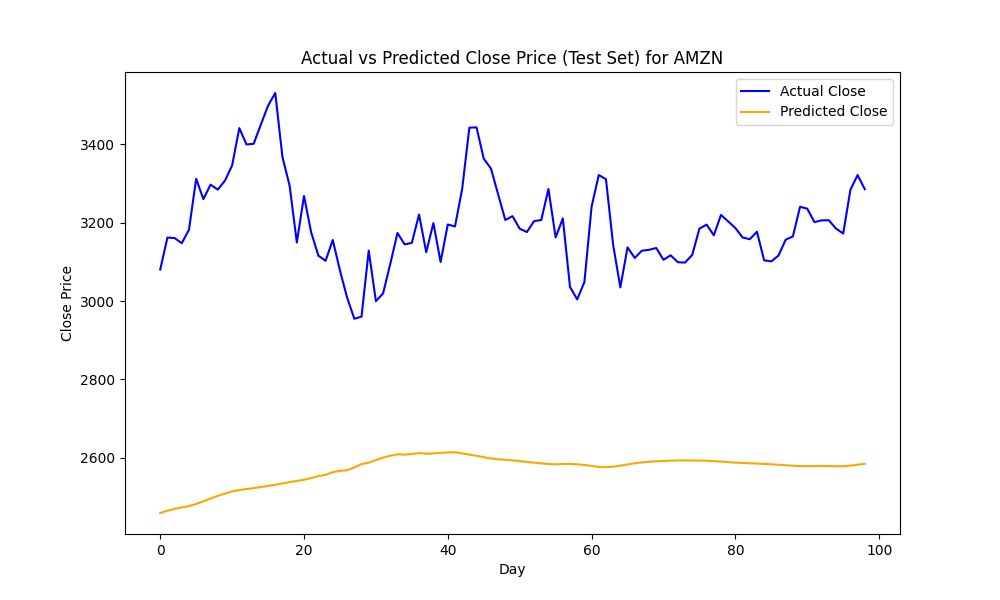 Actual vs Predicted Close Price (Test Set) for AMZN
Actual Close
Predicted Close
Close Price
3400
3200
3000
2800
2600
0 20 40 60 80 100
Day